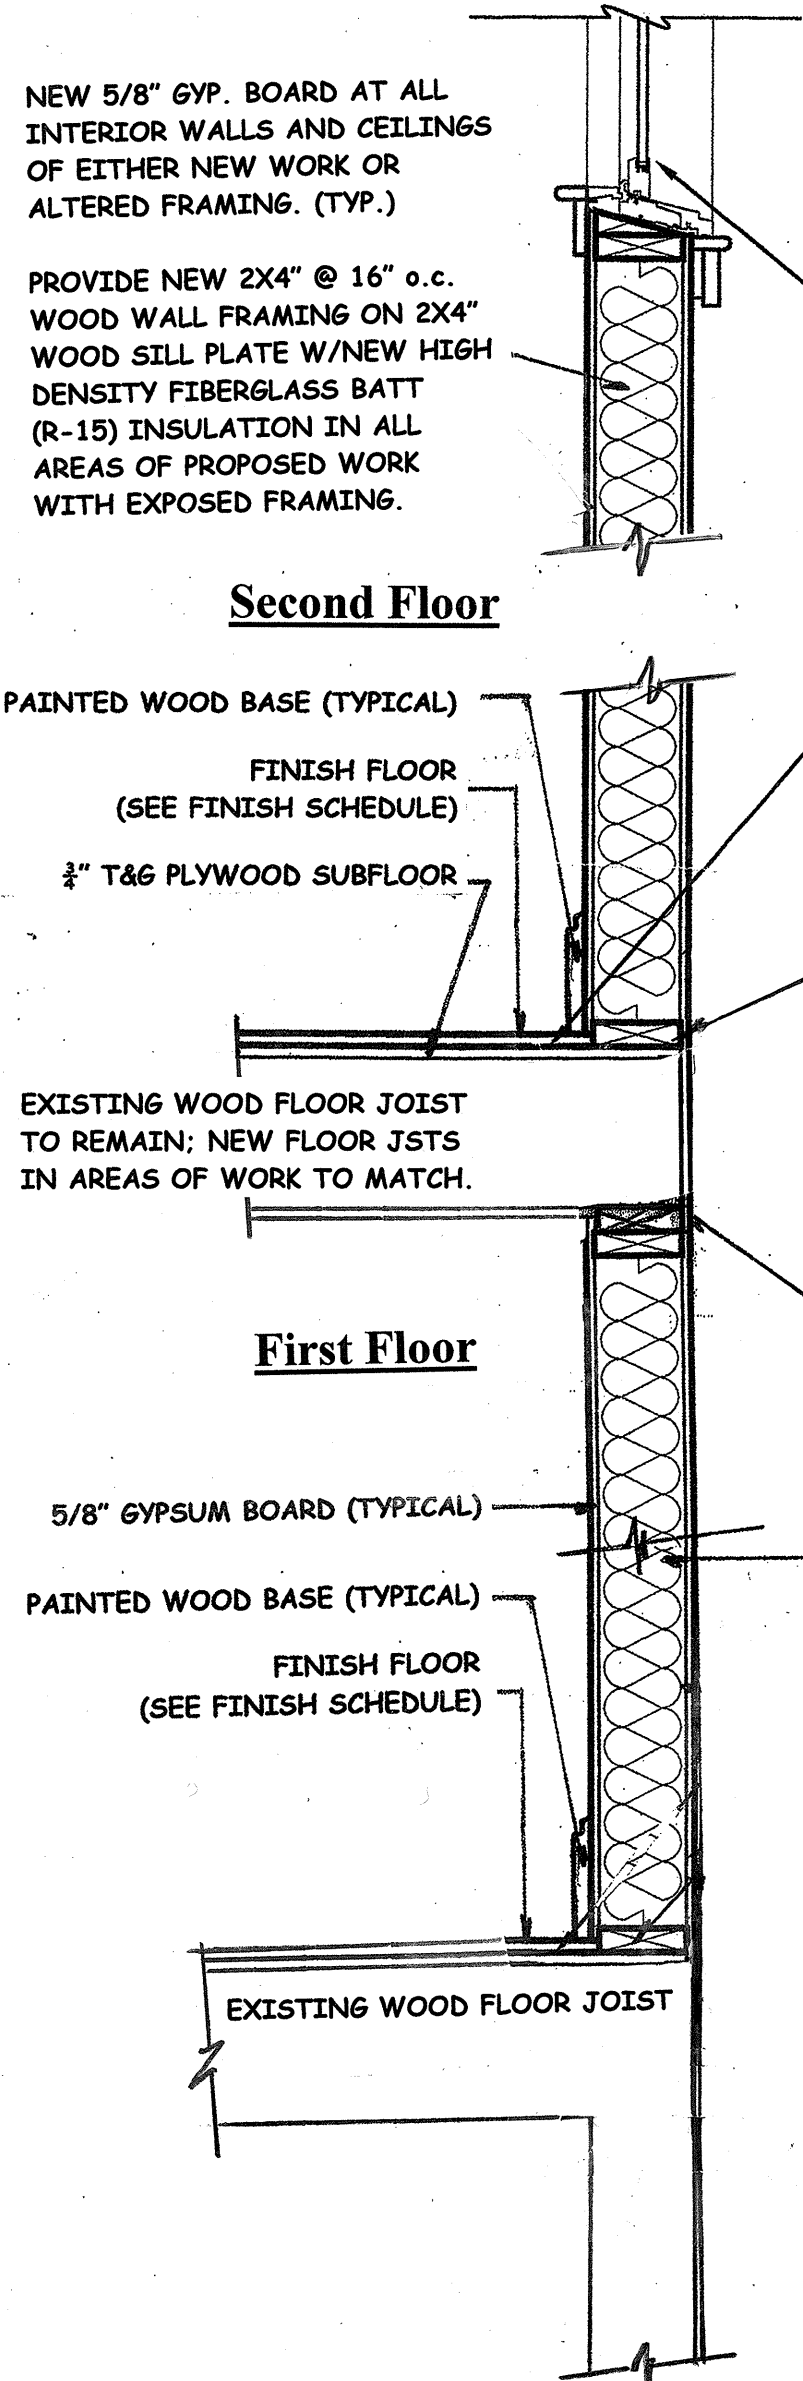 NEW 5/8" GYP. BOARD AT ALL
INTERIOR WALLS AND CEILINGS
OF EITHER NEW WORK OR
ALTERED FRAMING. (TYP.)
PROVIDE NEW 2X4" @ 16" o.c.
WOOD WALL FRAMING ON 2X4"
WOOD SILL PLATE W/NEW HIGH
DENSITY FIBERGLASS BATT
(R-15) INSULATION IN ALL
AREAS OF PROPOSED WORK
WITH EXPOSED FRAMING.
Second Floor
PAINTED WOOD BASE (TYPICAL)
FINISH FLOOR
(SEE FINISH SCHEDULE)
¾" T&G PLYWOOD SUBFLOOR
EXISTING WOOD FLOOR JOIST
TO REMAIN; NEW FLOOR JSTS
IN AREAS OF WORK TO MATCH.
First Floor
5/8" GYPSUM BOARD (TYPICAL)
PAINTED WOOD BASE (TYPICAL)
FINISH FLOOR
(SEE FINISH SCHEDULE)
EXISTING WOOD FLOOR JOIST